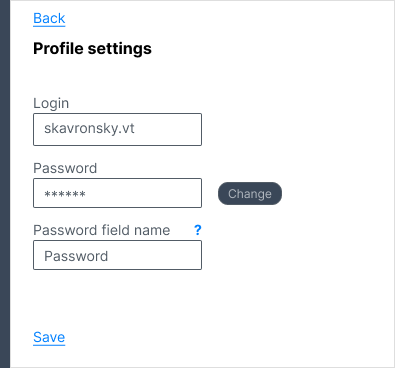 Back
Profile settings
Login
skavronsky.vt
Password
******
Change
Password field name ?
Password
Save